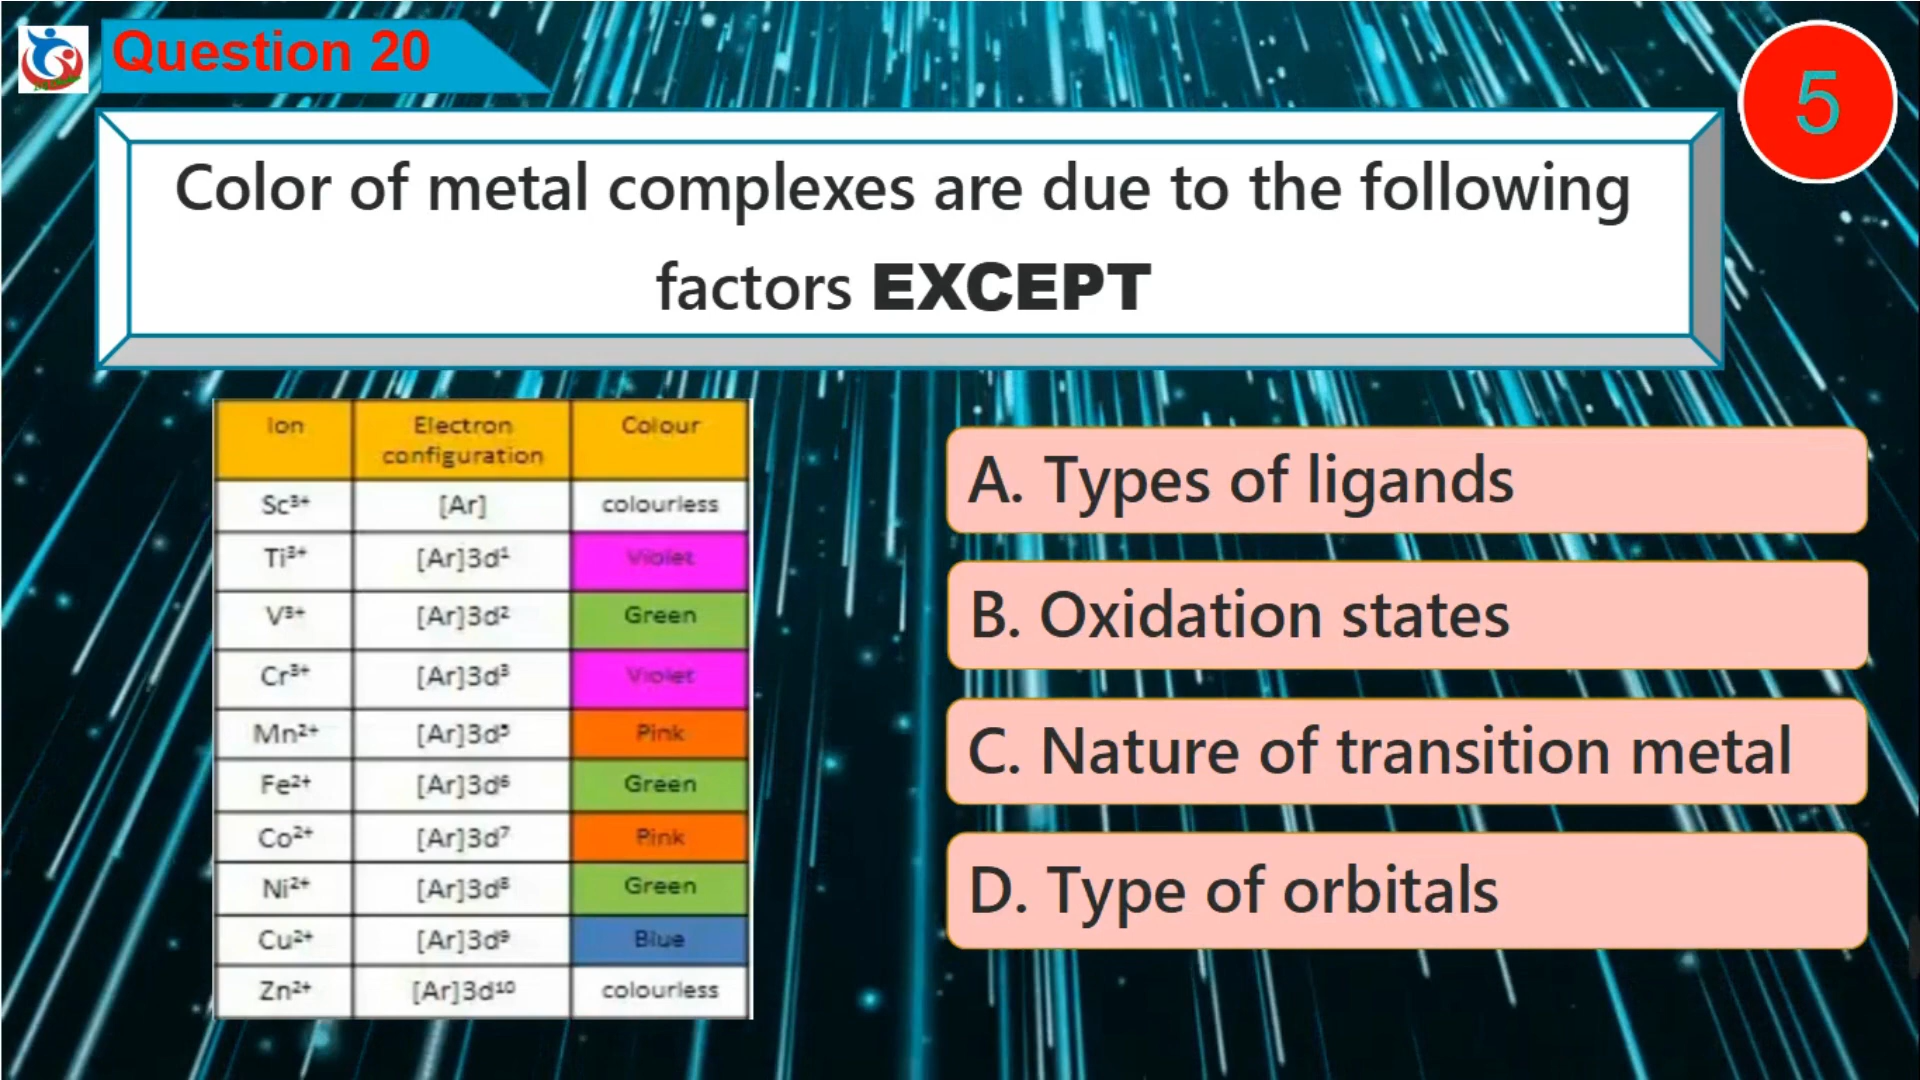 Question 20
5
Color of metal complexes are due to the following
factors EXCEPT
Ion Electron configuration Colour
Sc³⁺ [Ar] colourless
Ti³⁺ [Ar]3d¹ Violet
V³⁺ [Ar]3d² Green
Cr³⁺ [Ar]3d³ Violet
Mn²⁺ [Ar]3d⁵ Pink
Fe²⁺ [Ar]3d⁶ Green
Co²⁺ [Ar]3d⁷ Pink
Ni²⁺ [Ar]3d⁸ Green
Cu²⁺ [Ar]3d⁹ Blue
Zn²⁺ [Ar]3d¹⁰ colourless
A. Types of ligands
B. Oxidation states
C. Nature of transition metal
D. Type of orbitals